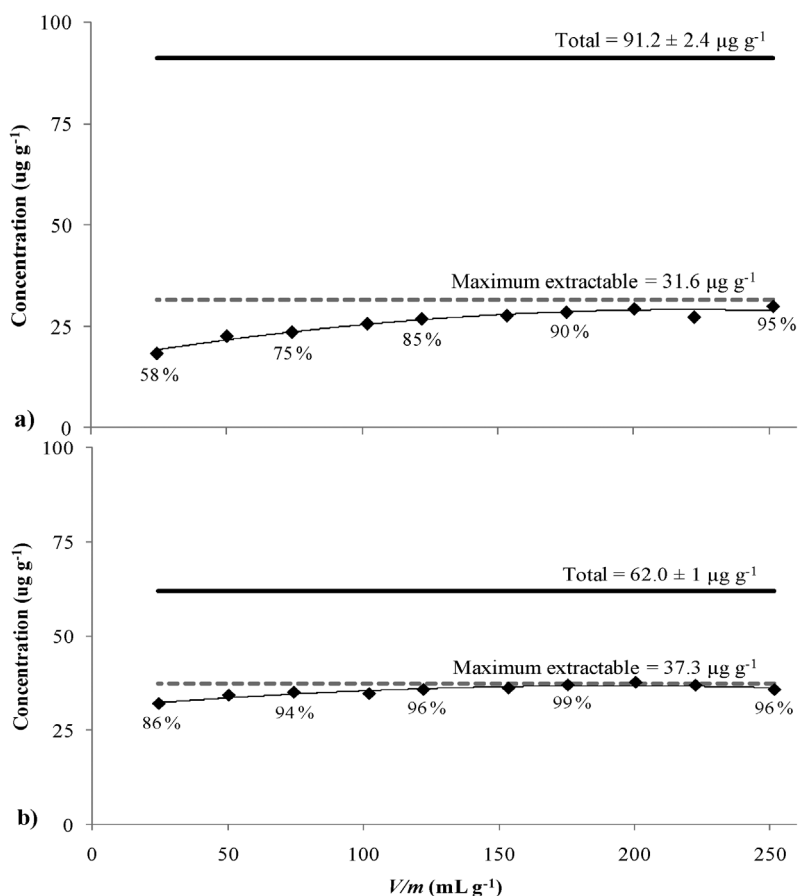 100
Total = 91.2 ± 2.4 µg g⁻¹
75
Concentration (ug g⁻¹)
50
Maximum extractable = 31.6 µg g⁻¹
25
58% 75% 85% 90% 95%
a)
0
100
75
Total = 62.0 ± 1 µg g⁻¹
Concentration (ug g⁻¹)
50
Maximum extractable = 37.3 µg g⁻¹
25
86% 94% 96% 99% 96%
b)
0
0 50 100 150 200 250
V/m (mL g⁻¹)